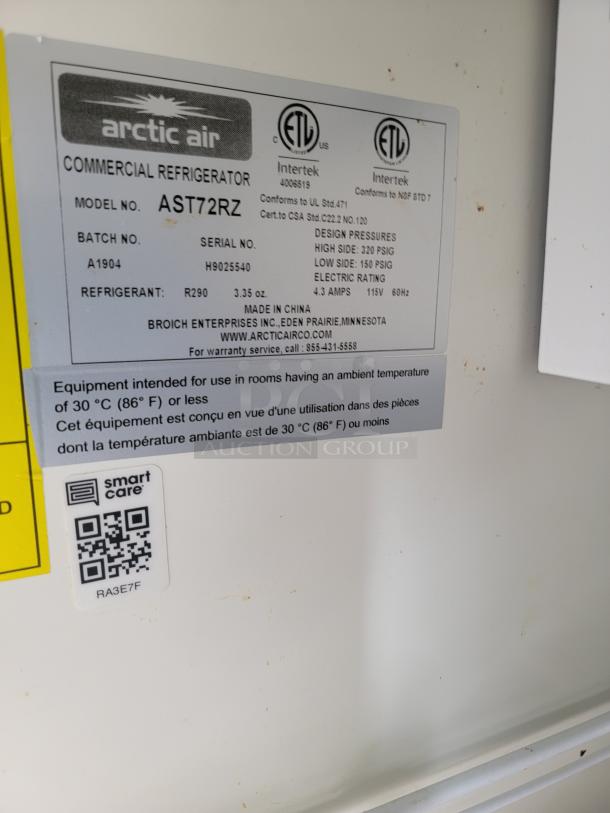 arctic air
COMMERCIAL REFRIGERATOR
MODEL NO. AST72RZ
BATCH NO. SERIAL NO.
A1904 H9025540
REFRIGERANT: R290 3.35 oz.
C ETL US
LISTED
Intertek
4006819
Conforms to UL Std.471
Cert.to CSA Std.C22.2 NO.120
ETL
Intertek
Conforms to NSF STD 7
DESIGN PRESSURES
HIGH SIDE: 320 PSIG
LOW SIDE: 150 PSIG
ELECTRIC RATING
4.3 AMPS 115V 60Hz
MADE IN CHINA
BROICH ENTERPRISES INC.,EDEN PRAIRIE,MINNESOTA
WWW.ARCTICAIRCO.COM
For warranty service, call : 855-431-5558
Equipment intended for use in rooms having an ambient temperature
of 30 °C (86° F) or less
Cet équipement est conçu en vue d'une utilisation dans des pièces
dont la température ambiante est de 30 °C (86° F) ou moins
AUCTION GROUP
smart
care
RA3E7F
D